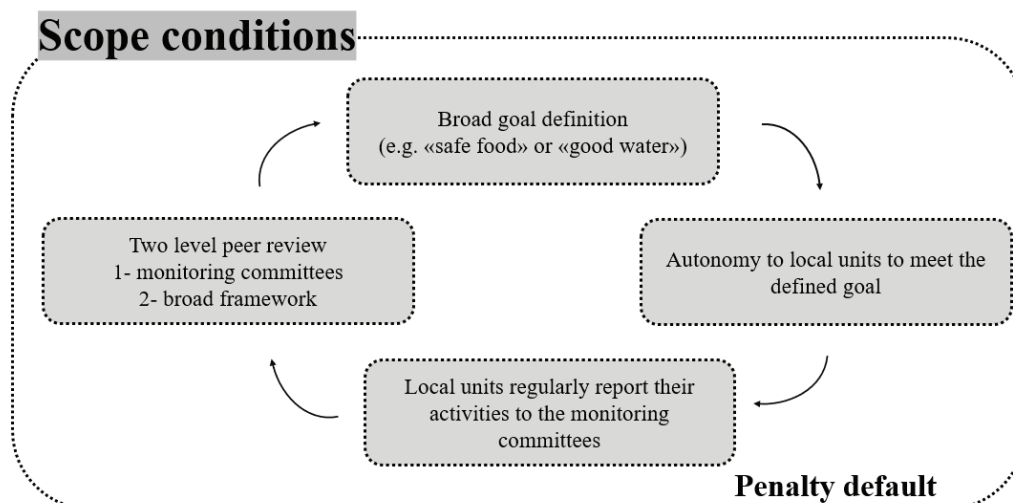 Scope conditions
Broad goal definition
(e.g. «safe food» or «good water»)
Autonomy to local units to meet the
defined goal
Local units regularly report their
activities to the monitoring
committees
Two level peer review
1- monitoring committees
2- broad framework
Penalty default